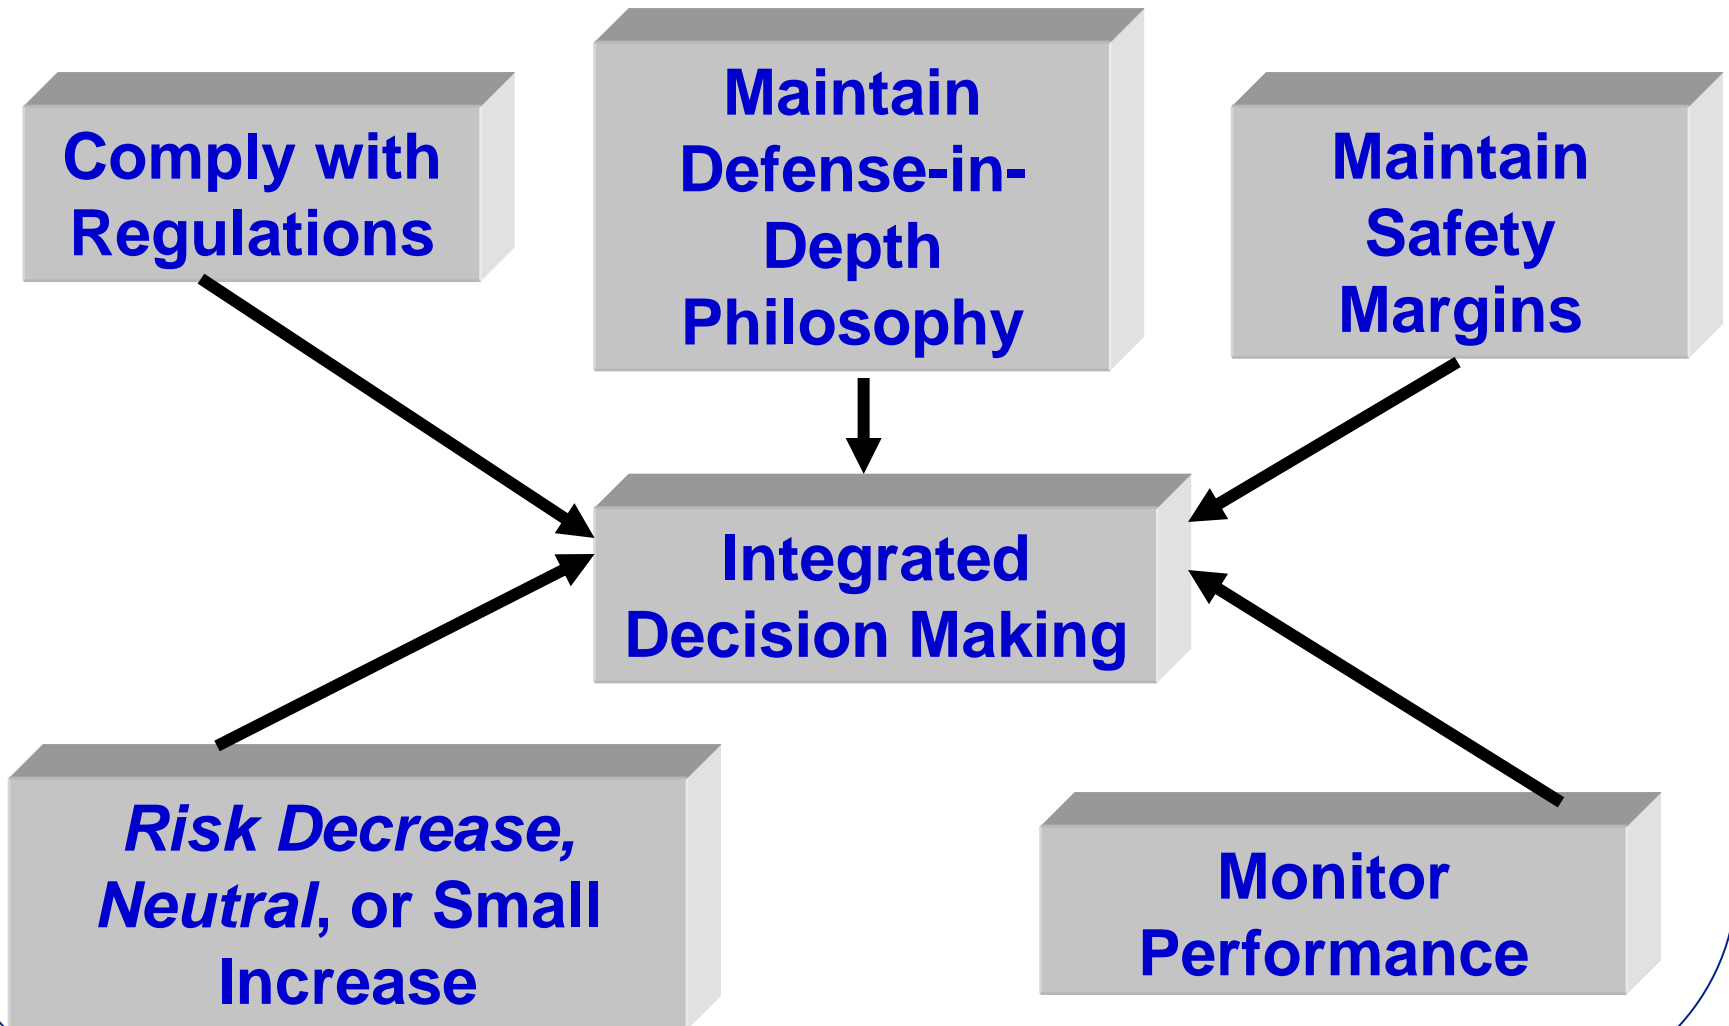 Comply with
Regulations
Maintain
Defense-in-
Depth
Philosophy
Maintain
Safety
Margins
Integrated
Decision Making
Risk Decrease,
Neutral, or Small
Increase
Monitor
Performance